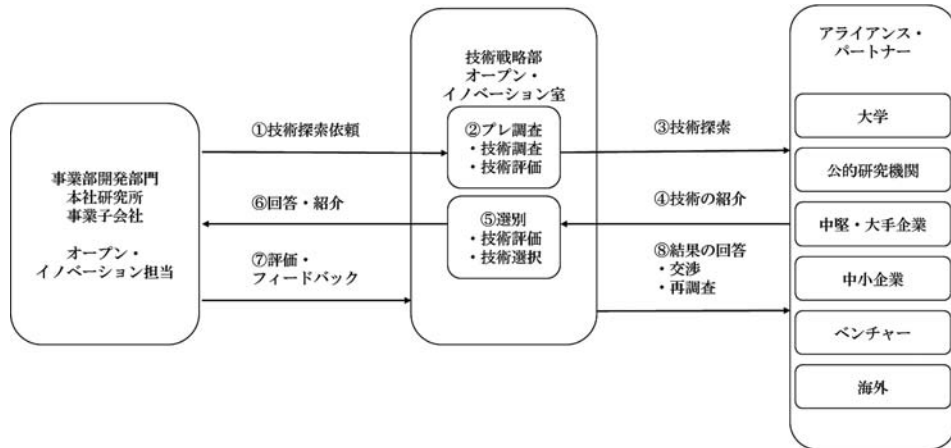 事業部開発部門
本社研究所
事業子会社
オープン・
イノベーション担当
①技術探索依頼
⑥回答・紹介
⑦評価・
フィードバック
技術戦略部
オープン・
イノベーション室
②プレ調査
・技術調査
・技術評価
⑤選別
・技術評価
・技術選択
③技術探索
④技術の紹介
⑧結果の回答
・交渉
・再調査
アライアンス・
パートナー
大学
公的研究機関
中堅・大手企業
中小企業
ベンチャー
海外